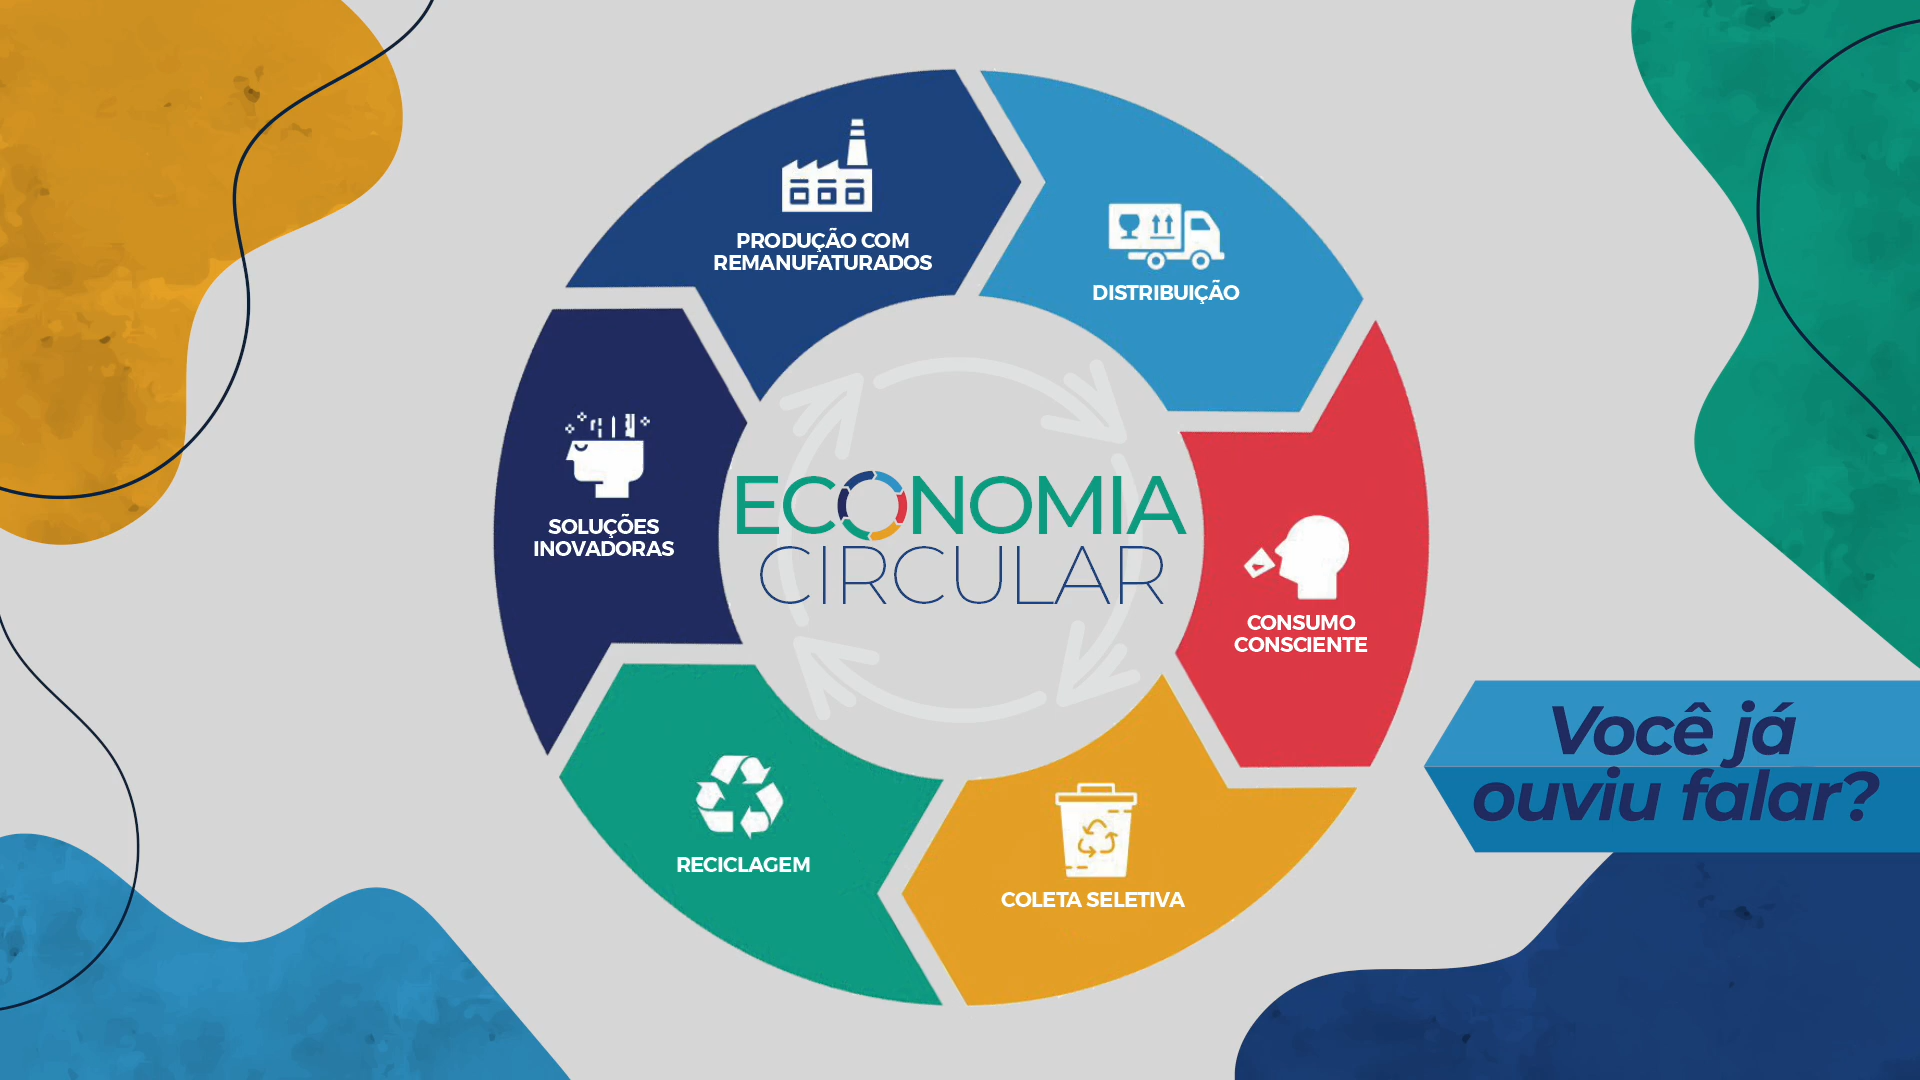 PRODUÇÃO COM
REMANUFATURADOS
DISTRIBUIÇÃO
SOLUÇÕES
INOVADORAS
ECONOMIA
CIRCULAR
CONSUMO
CONSCIENTE
Você já
ouviu falar?
RECICLAGEM
COLETA SELETIVA